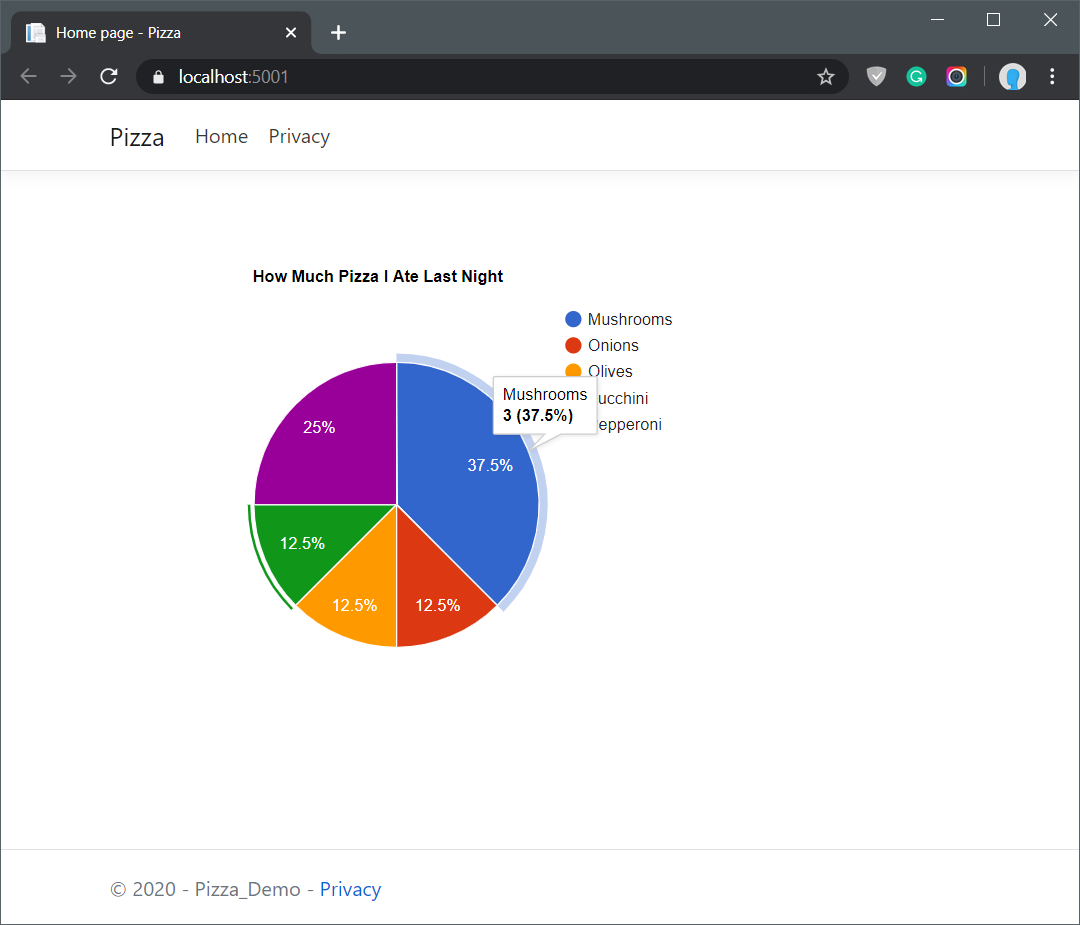 Home page - Pizza
localhost:5001
Pizza Home Privacy
How Much Pizza I Ate Last Night
Mushrooms
Onions
Olives
ucchini
epperoni
Mushrooms
3 (37.5%)
25%
37.5%
12.5%
12.5%
12.5%
© 2020 - Pizza_Demo - Privacy